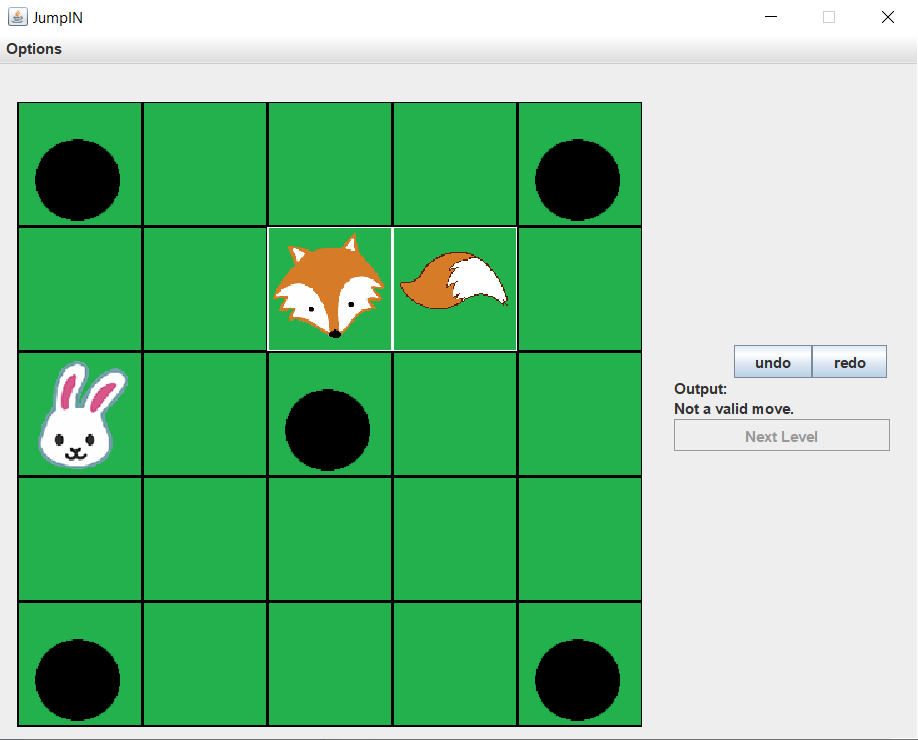 JumpIN
Options
undo
redo
Output:
Not a valid move.
Next Level